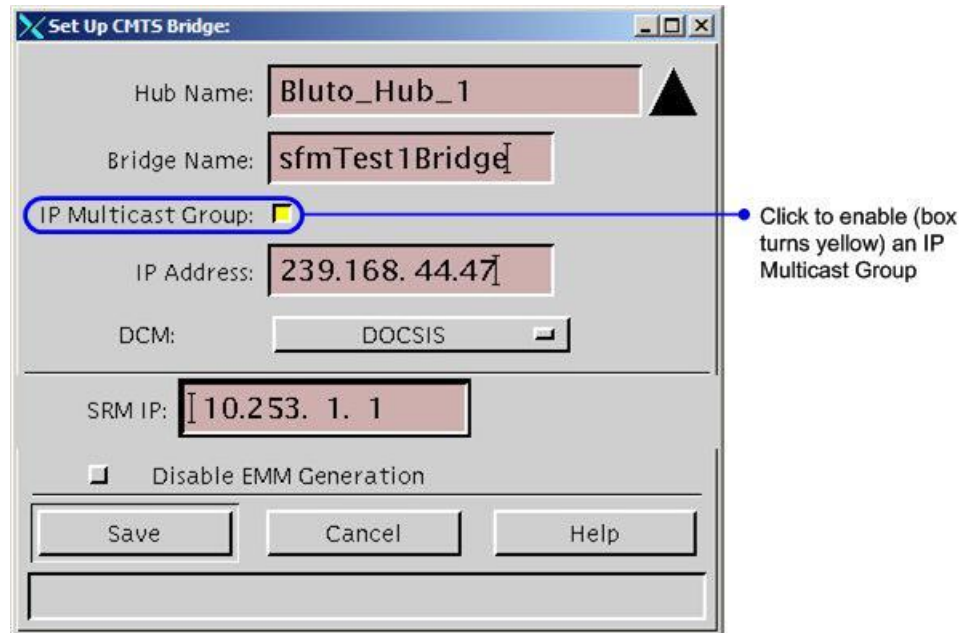 Set Up CMTS Bridge:
Hub Name: Bluto_Hub_1
Bridge Name: sfmTest1Bridge
IP Multicast Group:
Click to enable (box
turns yellow) an IP
Multicast Group
IP Address: 239.168. 44.47
DCM: DOCSIS
SRM IP: 10.253. 1. 1
Disable EMM Generation
Save Cancel Help